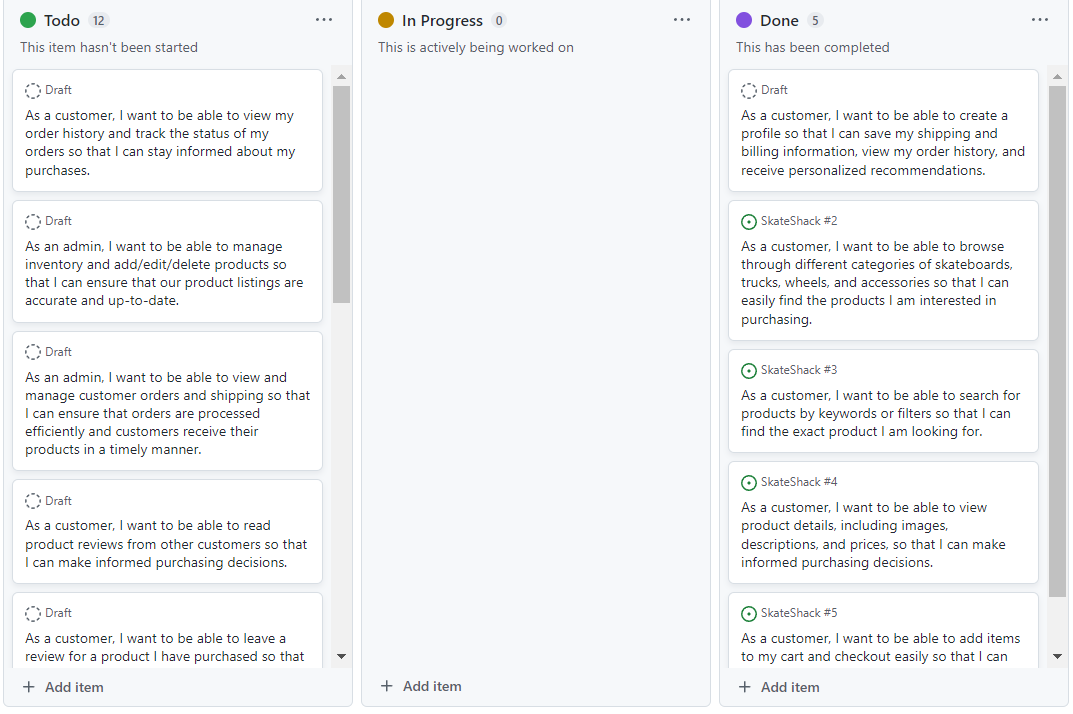 Todo 12
This item hasn't been started
Draft
As a customer, I want to be able to view my
order history and track the status of my
orders so that I can stay informed about my
purchases.
Draft
As an admin, I want to be able to manage
inventory and add/edit/delete products so
that I can ensure that our product listings are
accurate and up-to-date.
Draft
As an admin, I want to be able to view and
manage customer orders and shipping so that
I can ensure that orders are processed
efficiently and customers receive their
products in a timely manner.
Draft
As a customer, I want to be able to read
product reviews from other customers so that
I can make informed purchasing decisions.
Draft
As a customer, I want to be able to leave a
review for a product I have purchased so that
+ Add item
In Progress 0
This is actively being worked on
+ Add item
Done 5
This has been completed
Draft
As a customer, I want to be able to create a
profile so that I can save my shipping and
billing information, view my order history, and
receive personalized recommendations.
SkateShack #2
As a customer, I want to be able to browse
through different categories of skateboards,
trucks, wheels, and accessories so that I can
easily find the products I am interested in
purchasing.
SkateShack #3
As a customer, I want to be able to search for
products by keywords or filters so that I can
find the exact product I am looking for.
SkateShack #4
As a customer, I want to be able to view
product details, including images,
descriptions, and prices, so that I can make
informed purchasing decisions.
SkateShack #5
As a customer, I want to be able to add items
to my cart and checkout easily so that I can
+ Add item